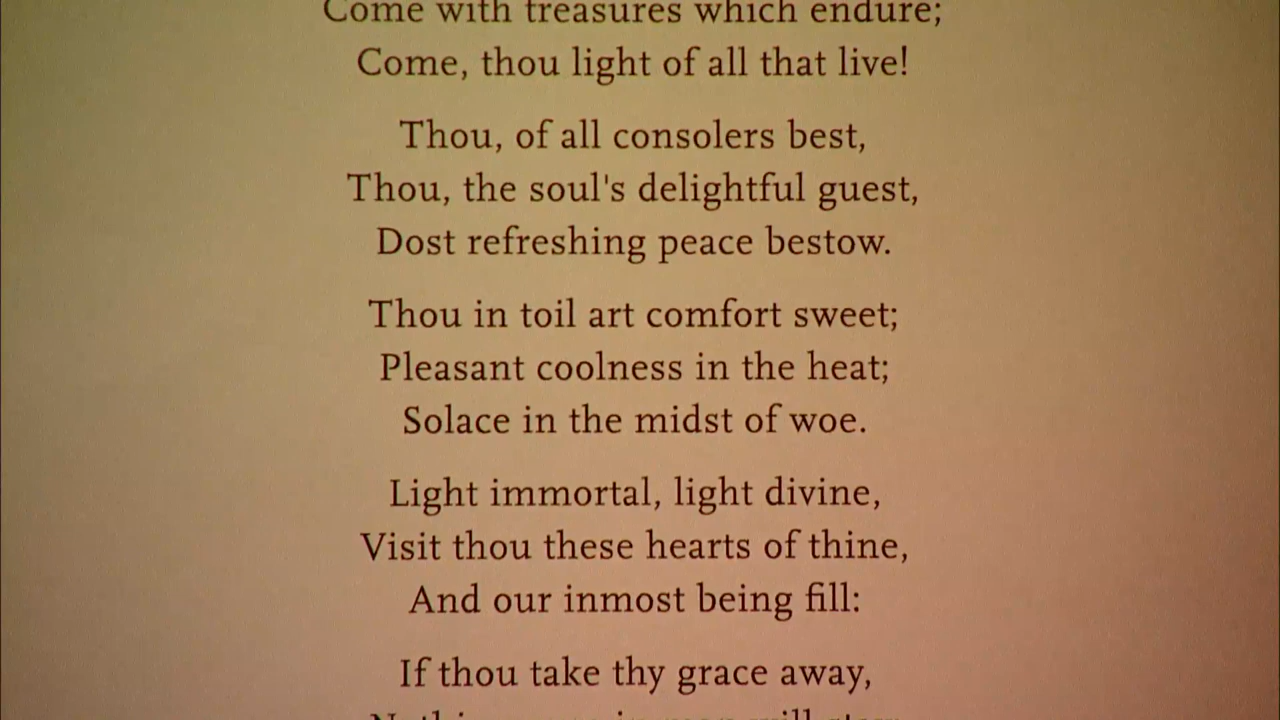 Come with treasures which endure;
Come, thou light of all that live!
Thou, of all consolers best,
Thou, the soul's delightful guest,
Dost refreshing peace bestow.
Thou in toil art comfort sweet;
Pleasant coolness in the heat;
Solace in the midst of woe.
Light immortal, light divine,
Visit thou these hearts of thine,
And our inmost being fill:
If thou take thy grace away,